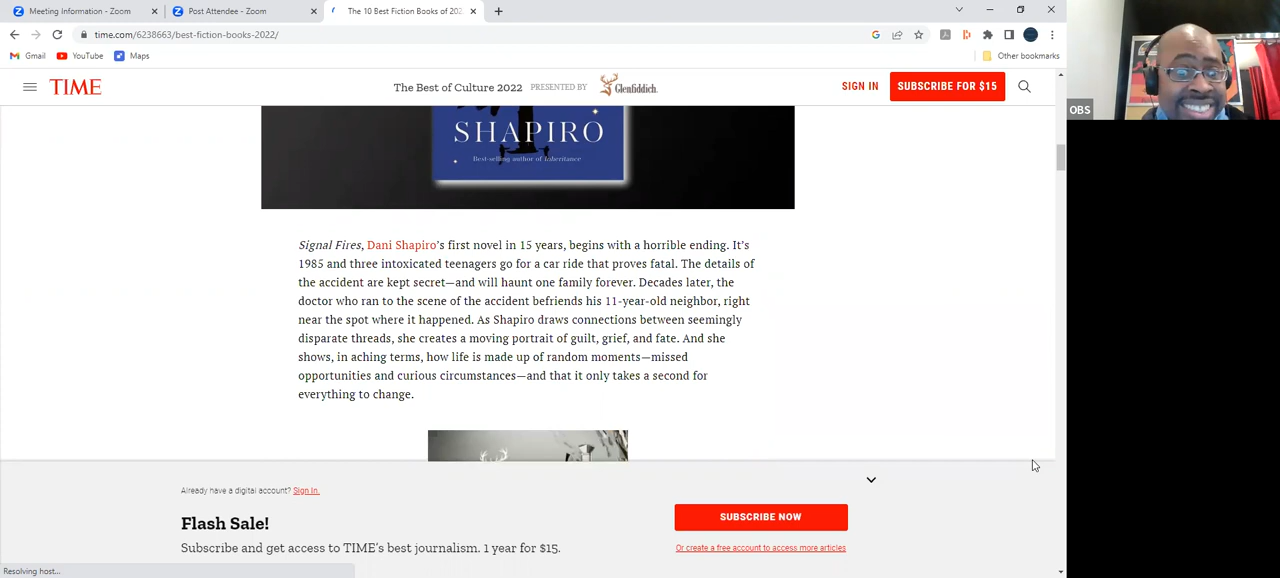 Meeting Information - Zoom
Post Attendee - Zoom
The 10 Best Fiction Books of 202
time.com/6238663/best-fiction-books-2022/
Gmail YouTube Maps Other bookmarks
TIME
The Best of Culture 2022 PRESENTED BY Glenfiddich
SIGN IN
SUBSCRIBE FOR $15
OBS
SHAPIRO
Best-selling author of Inheritance
Signal Fires, Dani Shapiro's first novel in 15 years, begins with a horrible ending. It's
1985 and three intoxicated teenagers go for a car ride that proves fatal. The details of
the accident are kept secret—and will haunt one family forever. Decades later, the
doctor who ran to the scene of the accident befriends his 11-year-old neighbor, right
near the spot where it happened. As Shapiro draws connections between seemingly
disparate threads, she creates a moving portrait of guilt, grief, and fate. And she
shows, in aching terms, how life is made up of random moments—missed
opportunities and curious circumstances—and that it only takes a second for
everything to change.
Already have a digital account? Sign In.
Flash Sale!
Subscribe and get access to TIME's best journalism. 1 year for $15.
SUBSCRIBE NOW
Or create a free account to access more articles
Resolving host...